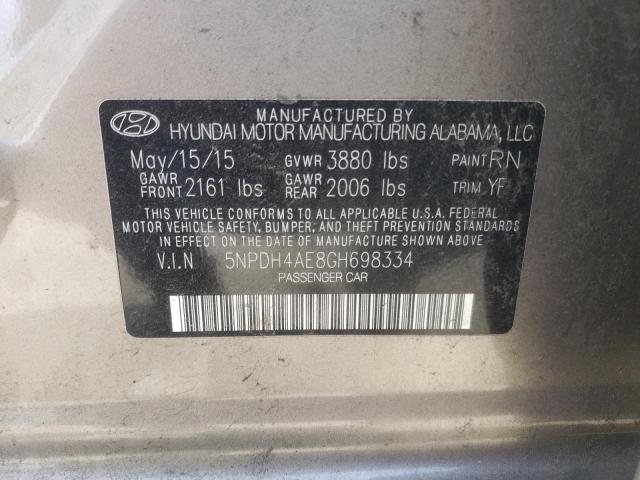 MANUFACTURED BY
HYUNDAI MOTOR MANUFACTURING ALABAMA, LLC
May/15/15 GVWR 3880 lbs PAINT RN
GAWR FRONT 2161 lbs GAWR REAR 2006 lbs TRIM YF
THIS VEHICLE CONFORMS TO ALL APPLICABLE U.S.A. FEDERAL
MOTOR VEHICLE SAFETY, BUMPER, AND THEFT PREVENTION
STANDARDS IN EFFECT ON THE DATE OF MANUFACTURE SHOWN ABOVE
V.I.N 5NPDH4AE8GH698334
PASSENGER CAR